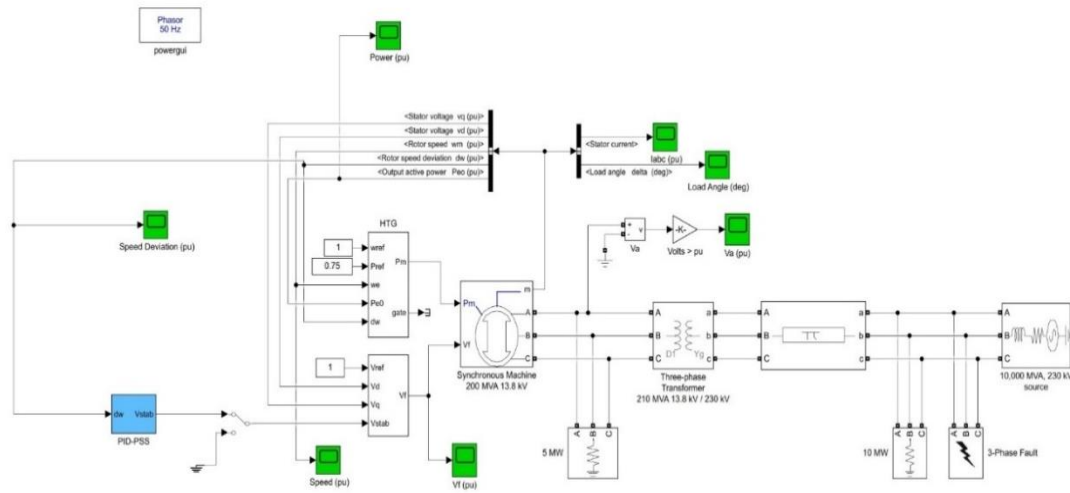 Phasor
50 Hz
powergui
Power (pu)
<Stator voltage vq (pu)>
<Stator voltage vd (pu)>
<Rotor speed wm (pu)>
<Rotor speed deviation dw (pu)>
<Output active power Peo (pu)>
<Stator current>
Iabc (pu)
<Load angle delta (deg)>
Load Angle (deg)
Speed Deviation (pu)
HTG
1
wref
0.75
Pref
we
Pe0
dw
Pm
gate
+
-
v
Va
-K-
Volts > pu
Va (pu)
Pm
Vf
m
A
B
C
Synchronous Machine
200 MVA 13.8 kV
A
B
C
D1
Yg
a
b
c
Three-phase
Transformer
210 MVA 13.8 kV / 230 kV
A
B
C
a
b
c
A
B
C
10,000 MVA, 230 kV
source
1
Vref
Vd
Vq
Vstab
Vf
dw
Vstab
PID-PSS
Speed (pu)
Vf (pu)
A
B
C
5 MW
A
B
C
10 MW
A
B
C
3-Phase Fault